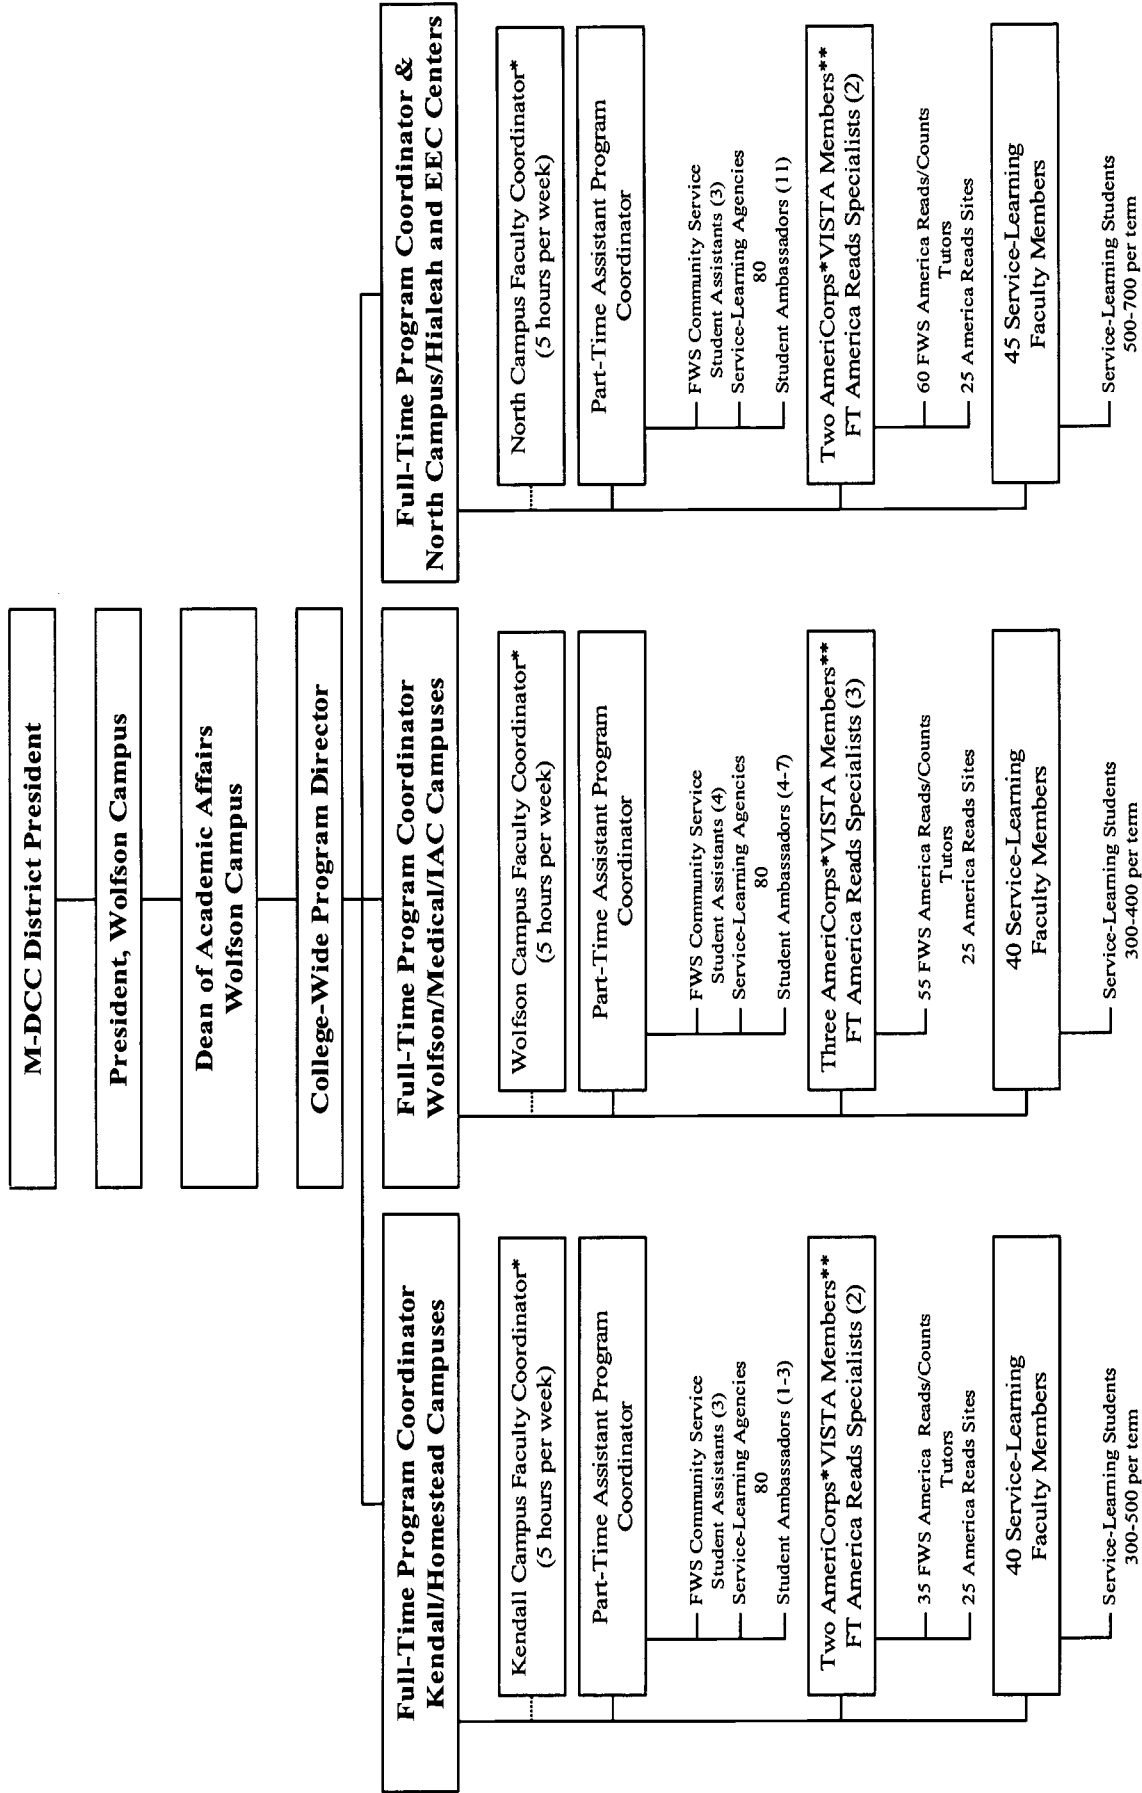 M-DCC District President
President, Wolfson Campus
Dean of Academic Affairs
Wolfson Campus
College-Wide Program Director
Full-Time Program Coordinator
Kendall/Homestead Campuses
Kendall Campus Faculty Coordinator*
(5 hours per week)
Part-Time Assistant Program
Coordinator
FWS Community Service
Student Assistants (3)
Service-Learning Agencies
80
Student Ambassadors (1-3)
Two AmeriCorps*VISTA Members**
FT America Reads Specialists (2)
35 FWS America Reads/Counts
Tutors
25 America Reads Sites
40 Service-Learning
Faculty Members
Service-Learning Students
300-500 per term
Full-Time Program Coordinator
Wolfson/Medical/IAC Campuses
Wolfson Campus Faculty Coordinator*
(5 hours per week)
Part-Time Assistant Program
Coordinator
FWS Community Service
Student Assistants (4)
Service-Learning Agencies
80
Student Ambassadors (4-7)
Three AmeriCorps*VISTA Members**
FT America Reads Specialists (3)
55 FWS America Reads/Counts
Tutors
25 America Reads Sites
40 Service-Learning
Faculty Members
Service-Learning Students
300-400 per term
Full-Time Program Coordinator &
North Campus/Hialeah and EEC Centers
North Campus Faculty Coordinator*
(5 hours per week)
Part-Time Assistant Program
Coordinator
FWS Community Service
Student Assistants (3)
Service-Learning Agencies
80
Student Ambassadors (11)
Two AmeriCorps*VISTA Members**
FT America Reads Specialists (2)
60 FWS America Reads/Counts
Tutors
25 America Reads Sites
45 Service-Learning
Faculty Members
Service-Learning Students
500-700 per term